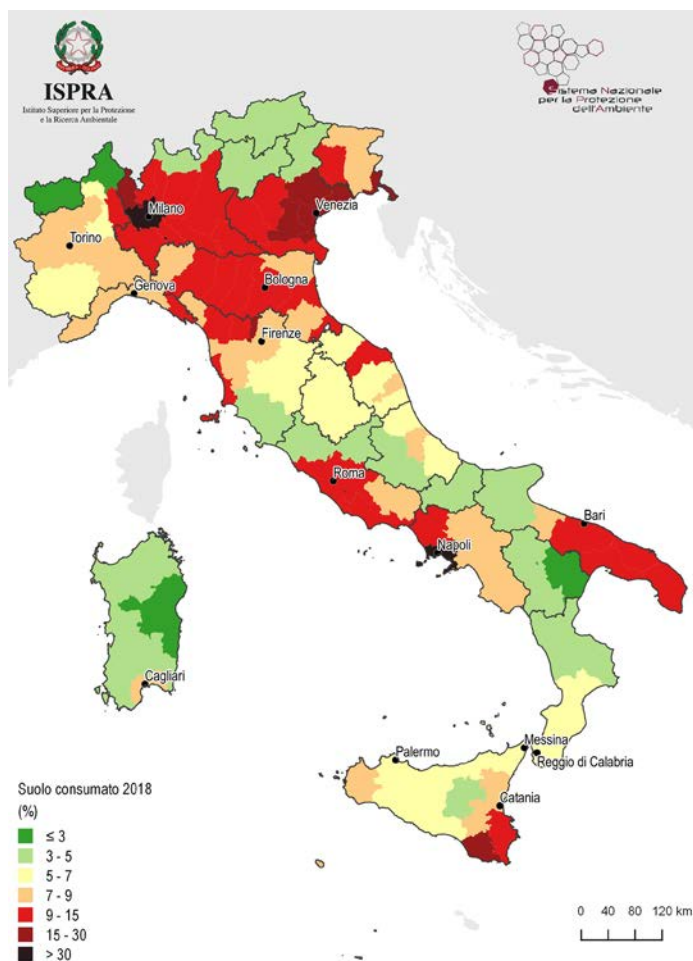 ISPRA
Istituto Superiore per la Protezione
e la Ricerca Ambientale
Sistema Nazionale
per la Protezione
dell'Ambiente
Milano
Venezia
Torino
Genova
Bologna
Firenze
Roma
Bari
Napoli
Cagliari
Messina
Palermo
Reggio di Calabria
Catania
Suolo consumato 2018
(%)
≤ 3
3 - 5
5 - 7
7 - 9
9 - 15
15 - 30
> 30
0 40 80 120 km